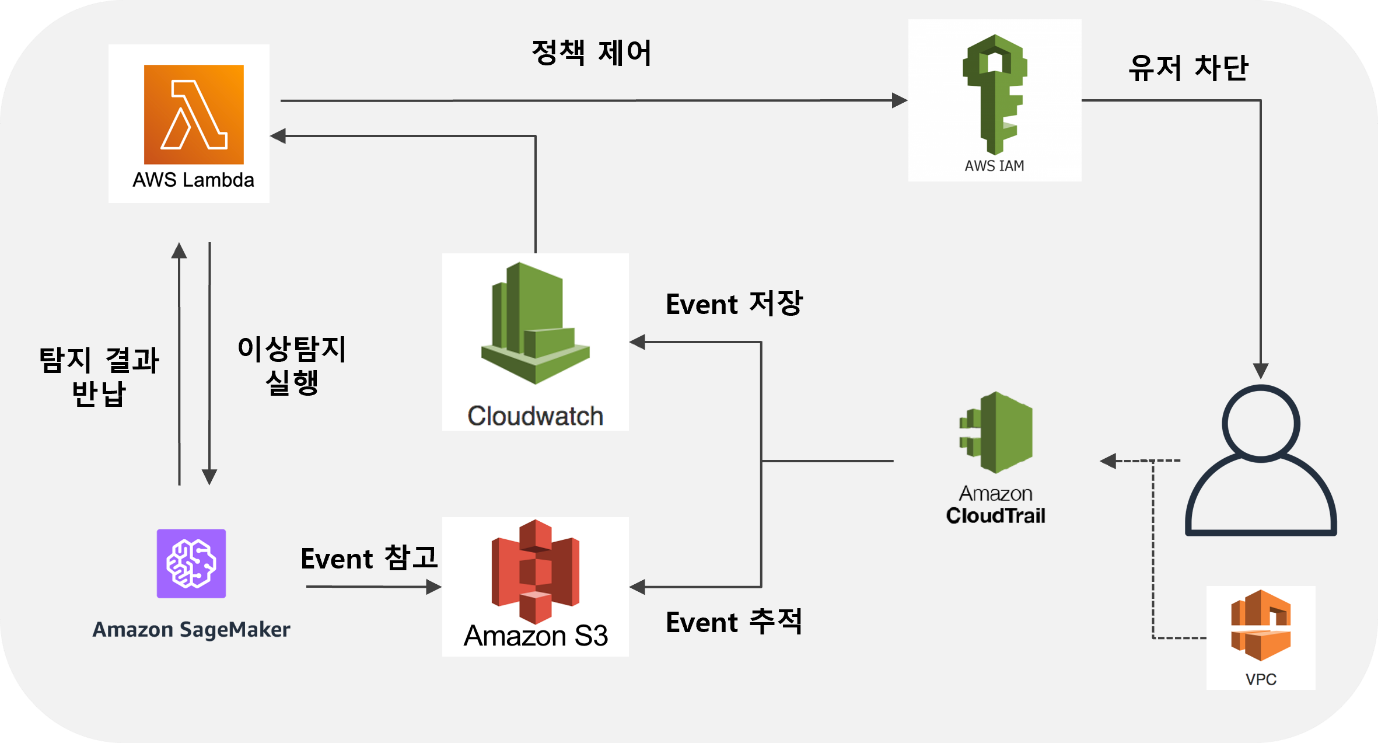 정책 제어
유저 차단
AWS Lambda
AWS IAM
Event 저장
탐지 결과
반납
이상탐지
실행
Cloudwatch
Amazon
CloudTrail
Event 참고
Amazon SageMaker
Amazon S3
Event 추적
VPC